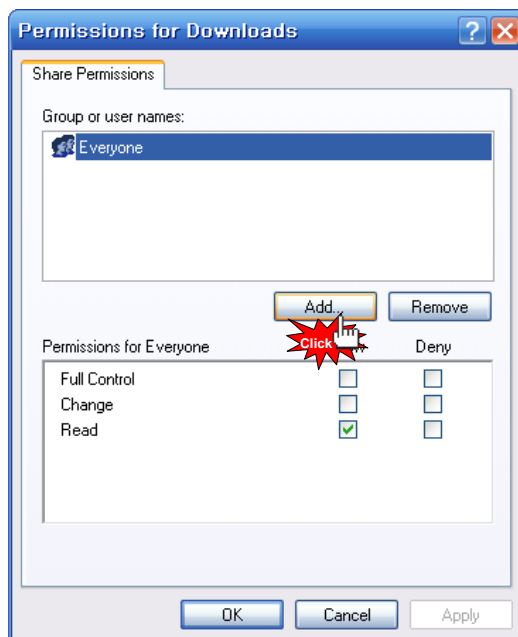 Permissions for Downloads
Share Permissions
Group or user names:
Everyone
Add...
Remove
Click
Permissions for Everyone
Deny
Full Control
Change
Read
OK
Cancel
Apply